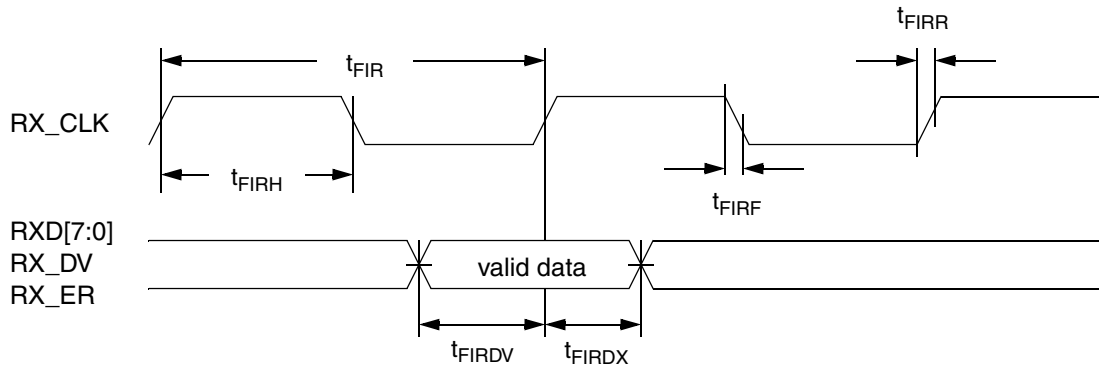 tFIRR
tFIR
RX_CLK
tFIRH
tFIRF
RXD[7:0]
RX_DV
valid data
RX_ER
tFIRDV
tFIRDX